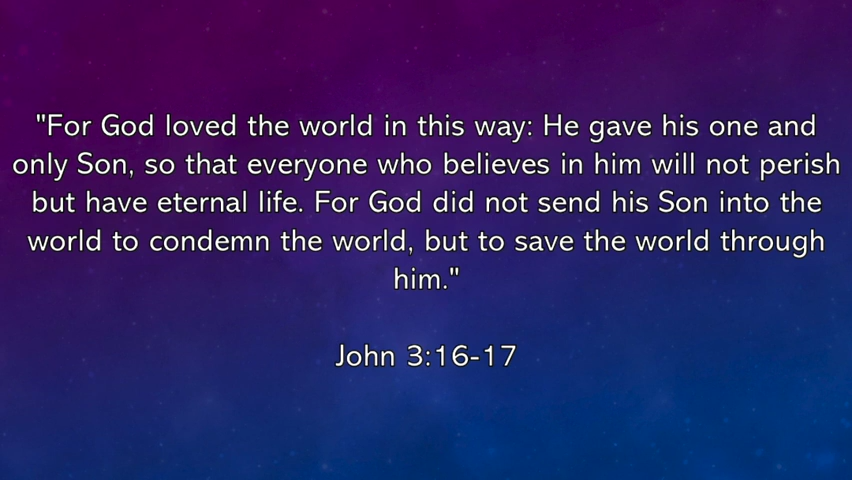 "For God loved the world in this way: He gave his one and
only Son, so that everyone who believes in him will not perish
but have eternal life. For God did not send his Son into the
world to condemn the world, but to save the world through
him."
John 3:16-17